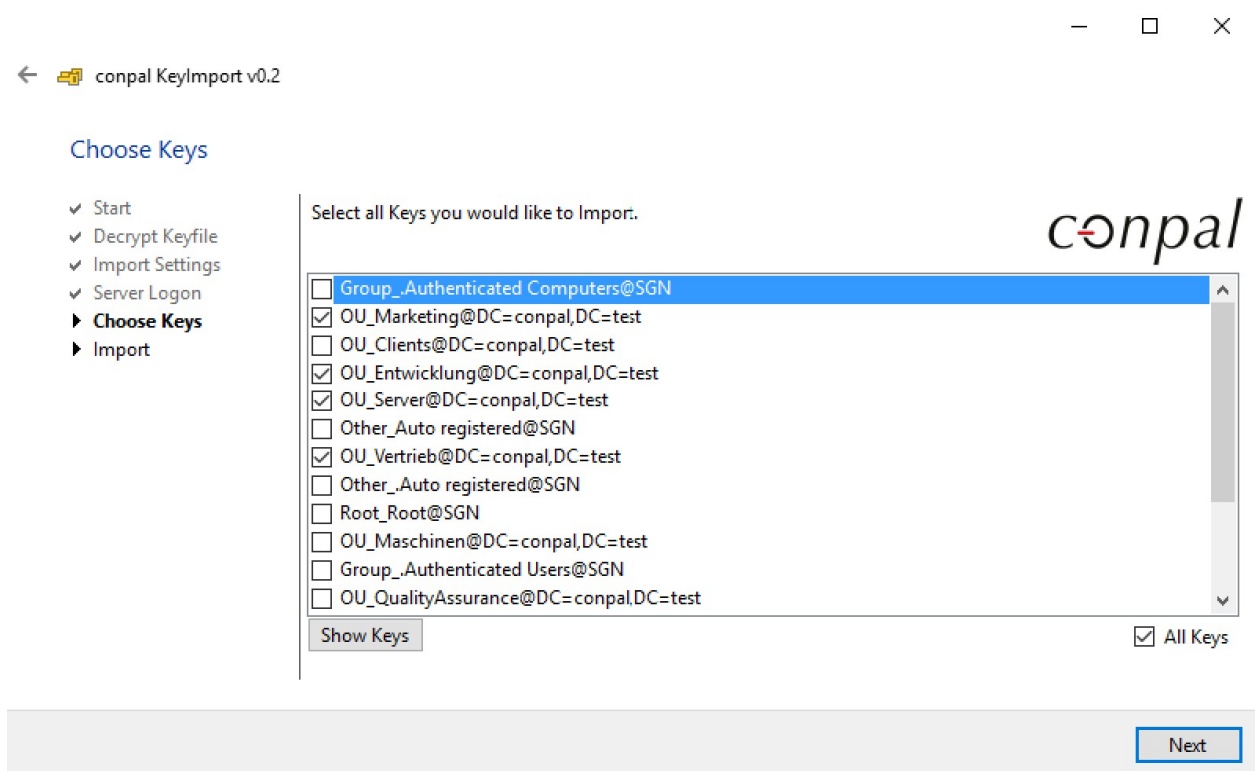 conpal KeyImport v0.2
Choose Keys
Start
Decrypt Keyfile
Import Settings
Server Logon
Choose Keys
Import
Select all Keys you would like to Import.
conpal
Group_.Authenticated Computers@SGN
OU_Marketing@DC=conpal,DC=test
OU_Clients@DC=conpal,DC=test
OU_Entwicklung@DC=conpal,DC=test
OU_Server@DC=conpal,DC=test
Other_Auto registered@SGN
OU_Vertrieb@DC=conpal,DC=test
Other_.Auto registered@SGN
Root_Root@SGN
OU_Maschinen@DC=conpal,DC=test
Group_.Authenticated Users@SGN
OU_QualityAssurance@DC=conpal,DC=test
Show Keys
All Keys
Next